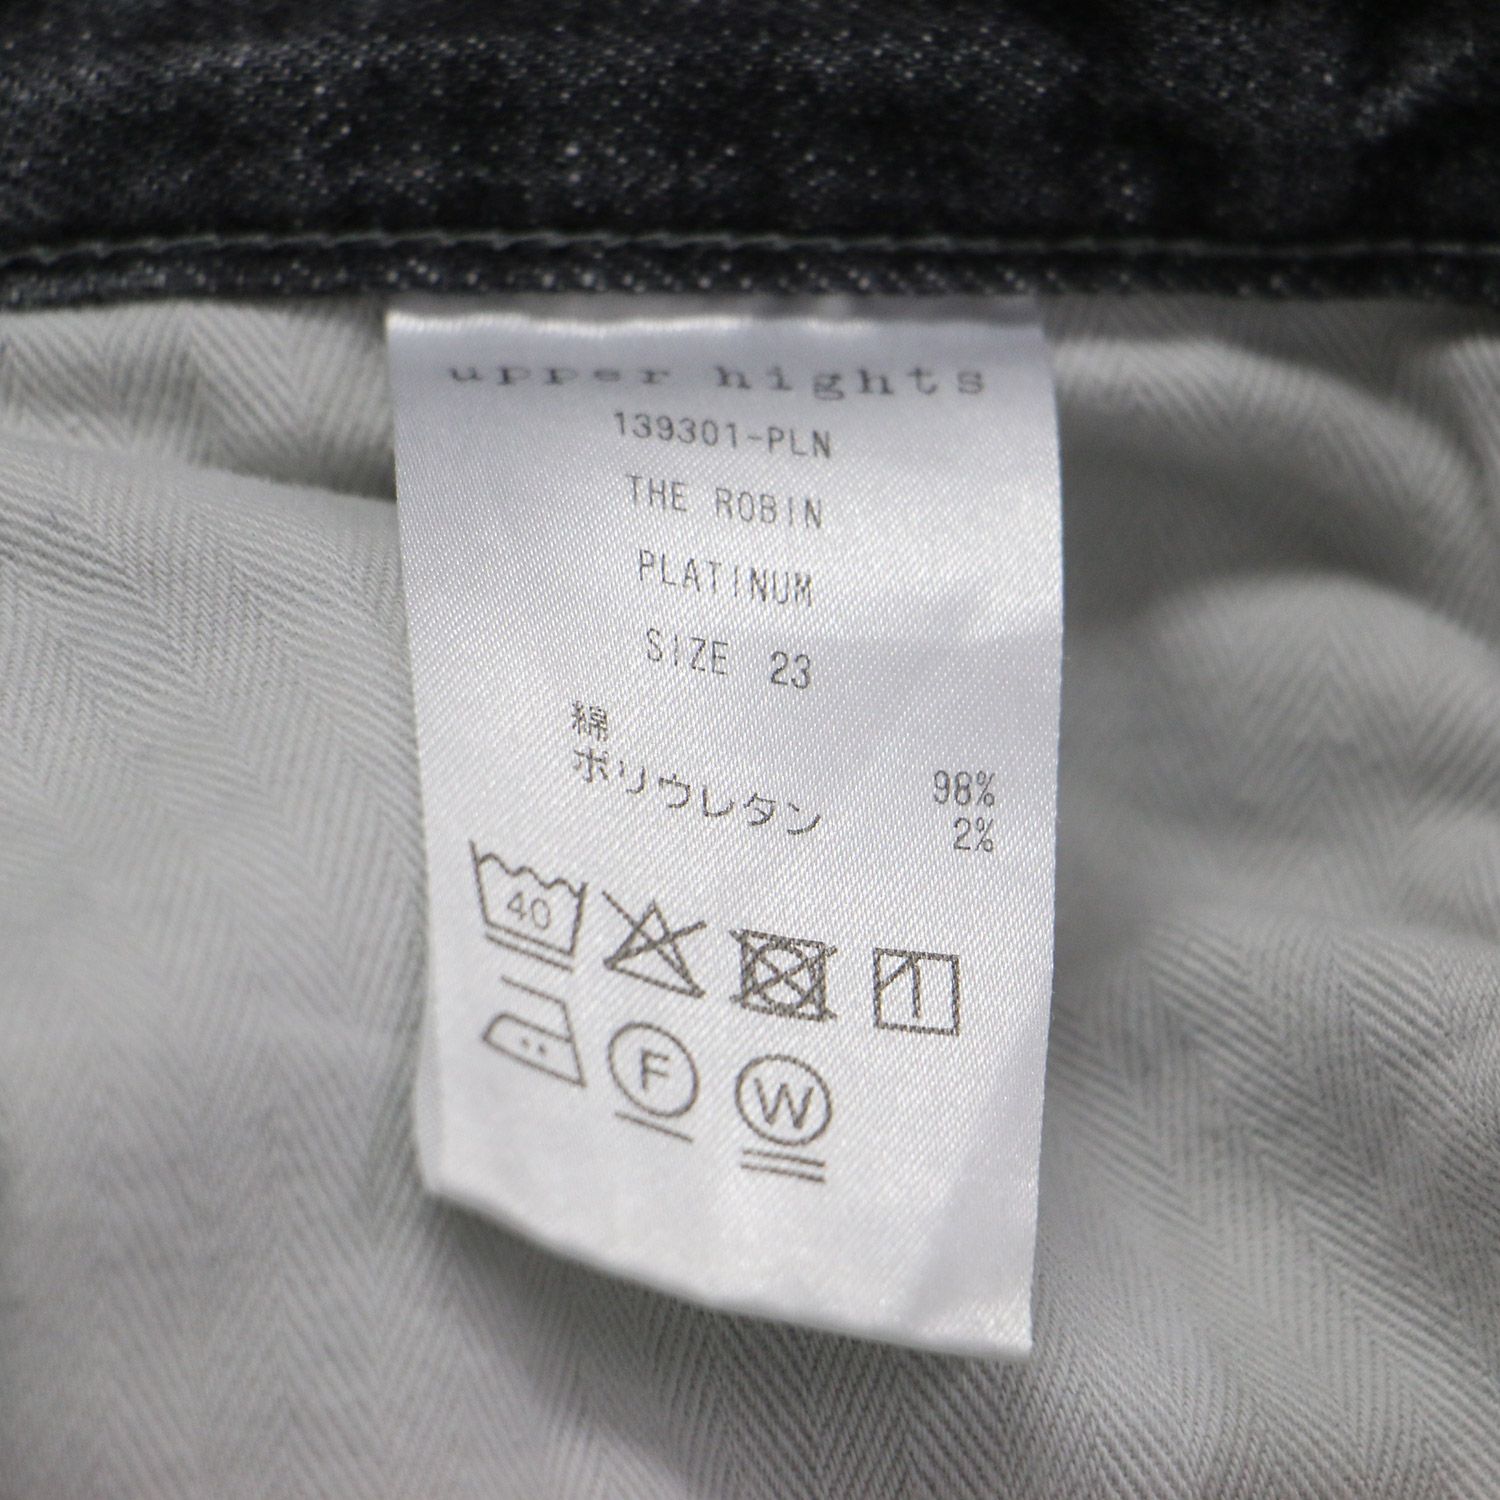 upper hights
139301-PLN
THE ROBIN
PLATINUM
SIZE 23
綿 98%
ポリウレタン 2%
40
F
W